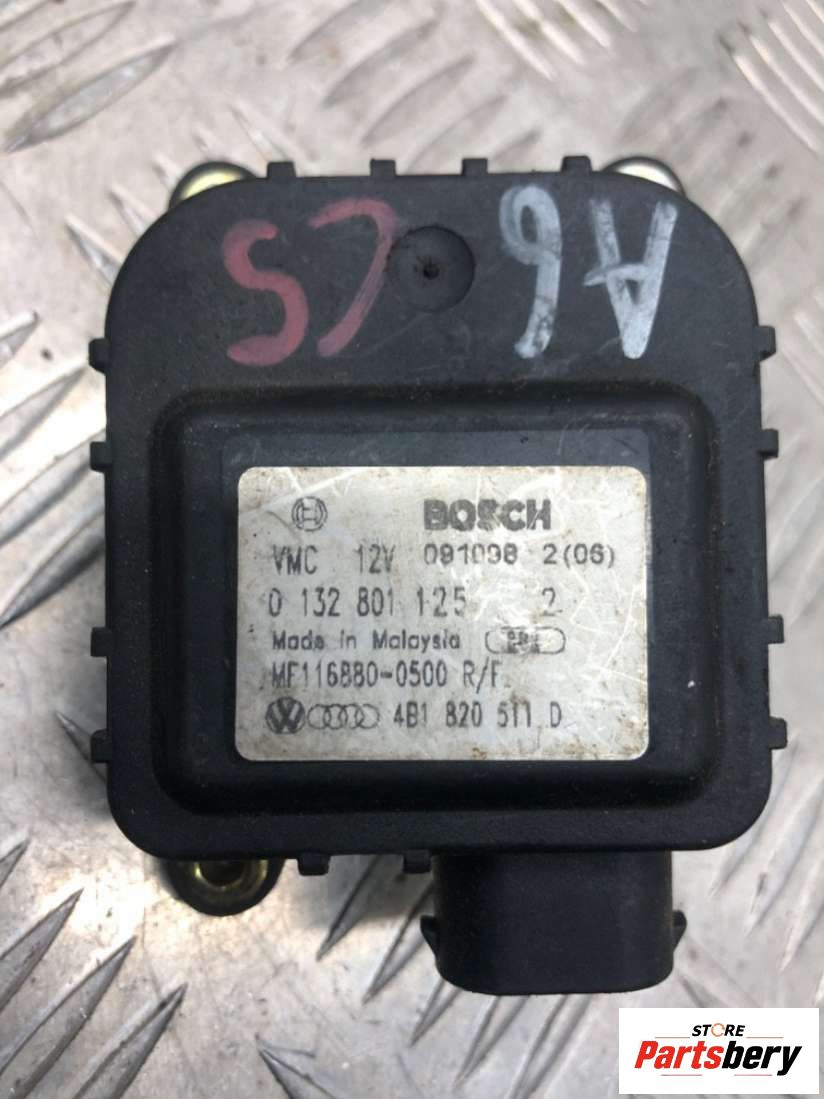 A6 C5
BOSCH
VMC 12V 091098 2(06)
0 132 801 125 2
Made in Malaysia
MF116880-0500 R/F
4B1 820 511 D
STORE
Partsbery